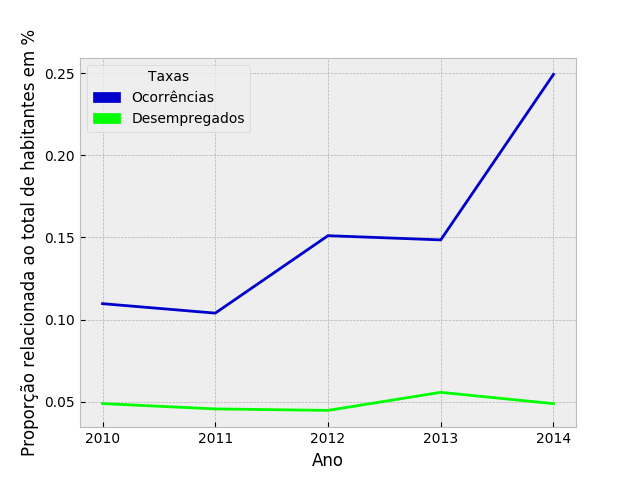 Proporção relacionada ao total de habitantes em %
0.25
0.20
0.15
0.10
0.05
Taxas
Ocorrências
Desempregados
2010 2011 2012 2013 2014
Ano